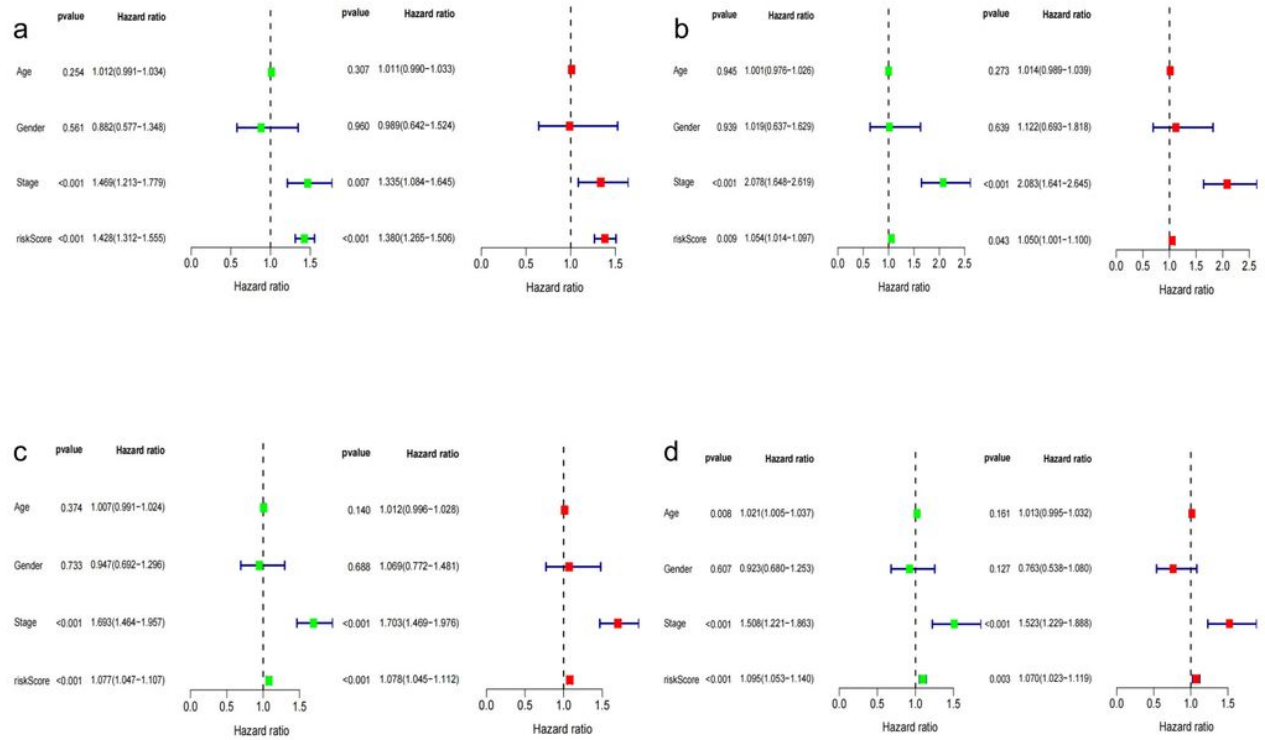 a
pvalue Hazard ratio
Age 0.254 1.012(0.991−1.034)
Gender 0.561 0.882(0.577−1.348)
Stage <0.001 1.469(1.213−1.779)
riskScore <0.001 1.428(1.312−1.555)
0.0 0.5 1.0 1.5
Hazard ratio
pvalue Hazard ratio
0.307 1.011(0.990−1.033)
0.960 0.989(0.642−1.524)
0.007 1.335(1.084−1.645)
<0.001 1.380(1.265−1.506)
0.0 0.5 1.0 1.5
Hazard ratio
b
pvalue Hazard ratio
Age 0.945 1.001(0.976−1.026)
Gender 0.939 1.019(0.637−1.629)
Stage <0.001 2.078(1.648−2.619)
riskScore 0.009 1.054(1.014−1.097)
0.0 0.5 1.0 1.5 2.0 2.5
Hazard ratio
pvalue Hazard ratio
0.273 1.014(0.989−1.039)
0.639 1.122(0.693−1.818)
<0.001 2.083(1.641−2.645)
0.043 1.050(1.001−1.100)
0.0 0.5 1.0 1.5 2.0 2.5
Hazard ratio
c
pvalue Hazard ratio
Age 0.374 1.007(0.991−1.024)
Gender 0.733 0.947(0.692−1.296)
Stage <0.001 1.693(1.464−1.957)
riskScore <0.001 1.077(1.047−1.107)
0.0 0.5 1.0 1.5
Hazard ratio
pvalue Hazard ratio
0.140 1.012(0.996−1.028)
0.688 1.069(0.772−1.481)
<0.001 1.703(1.469−1.976)
<0.001 1.078(1.045−1.112)
0.0 0.5 1.0 1.5
Hazard ratio
d
pvalue Hazard ratio
Age 0.008 1.021(1.005−1.037)
Gender 0.607 0.923(0.680−1.253)
Stage <0.001 1.508(1.221−1.863)
riskScore <0.001 1.095(1.053−1.140)
0.0 0.5 1.0 1.5
Hazard ratio
pvalue Hazard ratio
0.161 1.013(0.995−1.032)
0.127 0.763(0.538−1.080)
<0.001 1.523(1.229−1.888)
0.003 1.070(1.023−1.119)
0.0 0.5 1.0 1.5
Hazard ratio